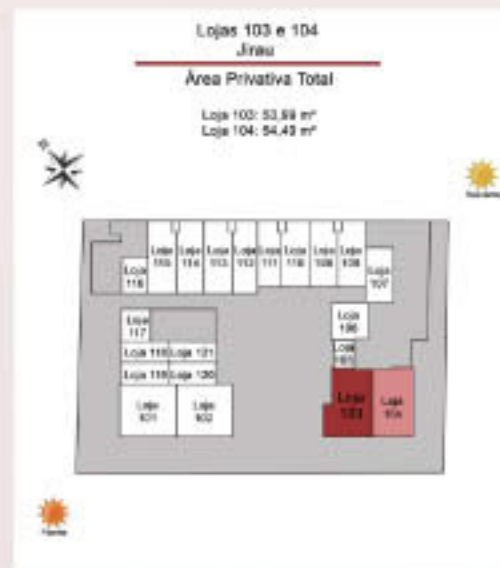 Lojas 103 e 104
Jirau
Área Privativa Total
Loja 103: 53,99 m²
Loja 104: 54,49 m²
Loja 115
Loja 114
Loja 113
Loja 112
Loja 111
Loja 110
Loja 109
Loja 108
Loja 116
Loja 107
Loja 117
Loja 106
Loja 118
Loja 121
Loja 105
Loja 119
Loja 120
Loja 101
Loja 102
Loja 103
Loja 104